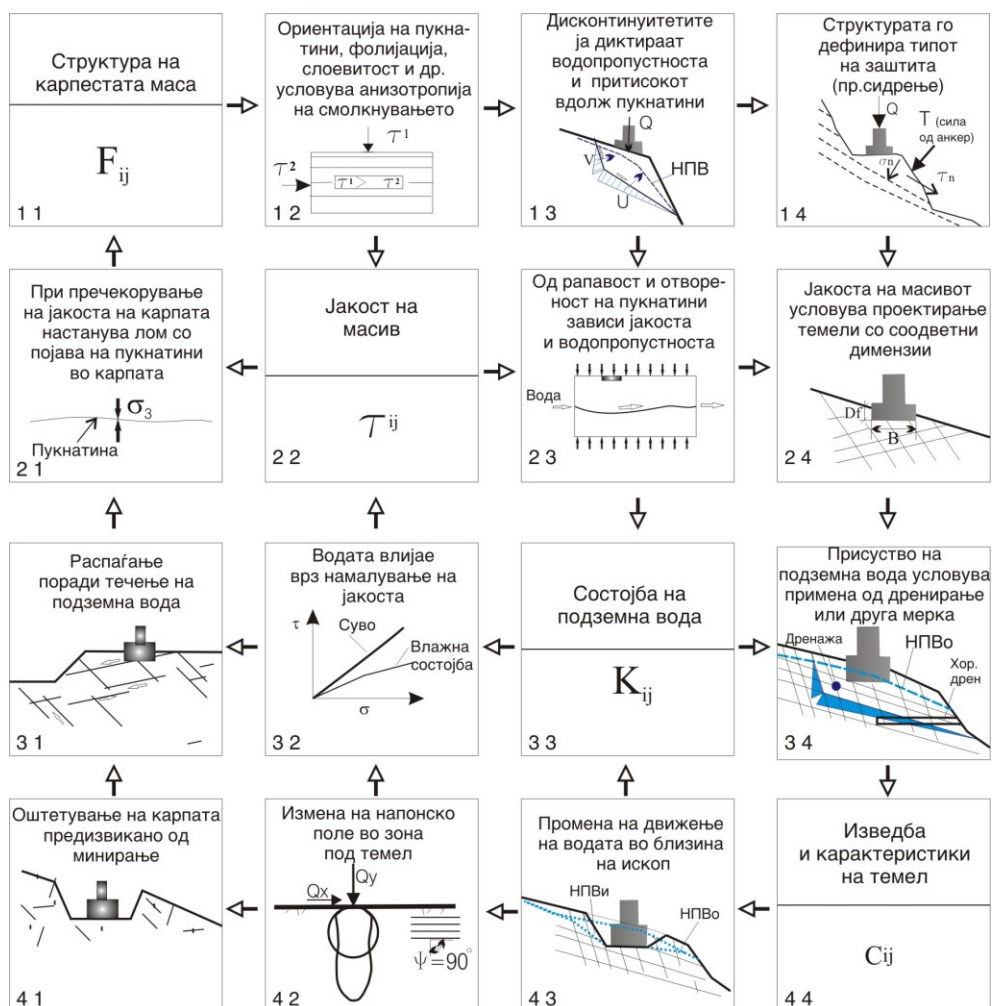 Структура на
карпестата маса
Fij
1 1
Ориентација на пукна-
тини, фолијација,
слоевитост и др.
условува анизотропија
на смолкнувањето
τ1
τ2
τ1 > τ2
1 2
Дисконтинуитетите
ја диктираат
водопропустноста
и притисокот
вдолж пукнатини
Q
V
НПВ
U
1 3
Структурата го
дефинира типот
на заштита
(пр.сидрење)
Q
T (сила
од анкер)
σn
τn
1 4
При пречекорување
на јакоста на карпата
настанува лом со
појава на пукнатини
во карпата
σ3
Пукнатина
2 1
Јакост на
масив
τij
2 2
Од рапавост и отворе-
ност на пукнатини
зависи јакоста
и водопропустноста
Вода
2 3
Јакоста на масивот
условува проектирање
темели со соодветни
димензии
Df
B
2 4
Распаѓање
поради течење на
подземна вода
3 1
Водата влијае
врз намалување на
јакоста
τ
Суво
Влажна
состојба
σ
3 2
Состојба на
подземна вода
Kij
3 3
Присуство на
подземна вода условува
примена од дренирање
или друга мерка
Дренажа
НПВо
Хор.
дрен
3 4
Оштетување на карпата
предизвикано од
минирање
4 1
Измена на напонско
поле во зона
под темел
Qy
Qx
Ψ=90°
4 2
Промена на движење
на водата во близина
на ископ
НПВи
НПВо
4 3
Изведба
и карактеристики
на темел
Cij
4 4